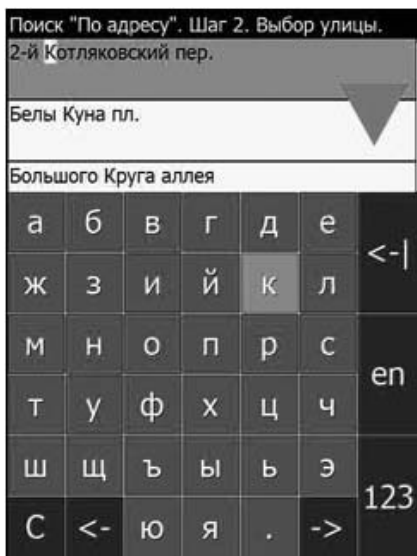 Поиск "По адресу". Шаг 2. Выбор улицы.
2-й Котляковский пер.
Белы Куна пл.
Большого Круга аллея
а б в г д е <-|
ж з и й к л
м н о п р с en
т у ф х ц ч
ш щ ъ ы ь э 123
С <- ю я . ->